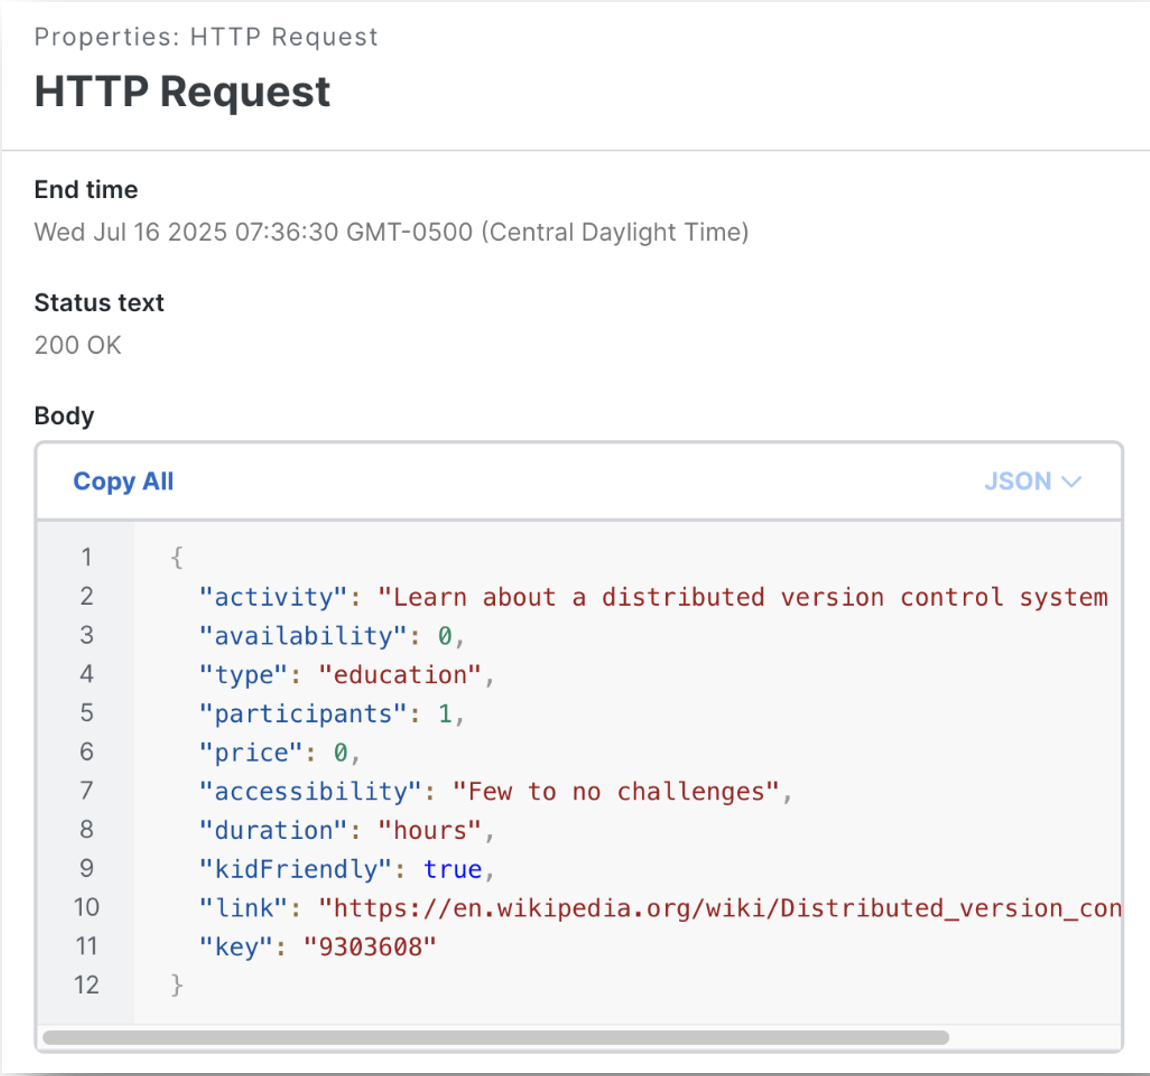 Properties: HTTP Request
HTTP Request
End time
Wed Jul 16 2025 07:36:30 GMT-0500 (Central Daylight Time)
Status text
200 OK
Body
Copy All JSON
1 {
2 "activity": "Learn about a distributed version control system
3 "availability": 0,
4 "type": "education",
5 "participants": 1,
6 "price": 0,
7 "accessibility": "Few to no challenges",
8 "duration": "hours",
9 "kidFriendly": true,
10 "link": "https://en.wikipedia.org/wiki/Distributed_version_con
11 "key": "9303608"
12 }